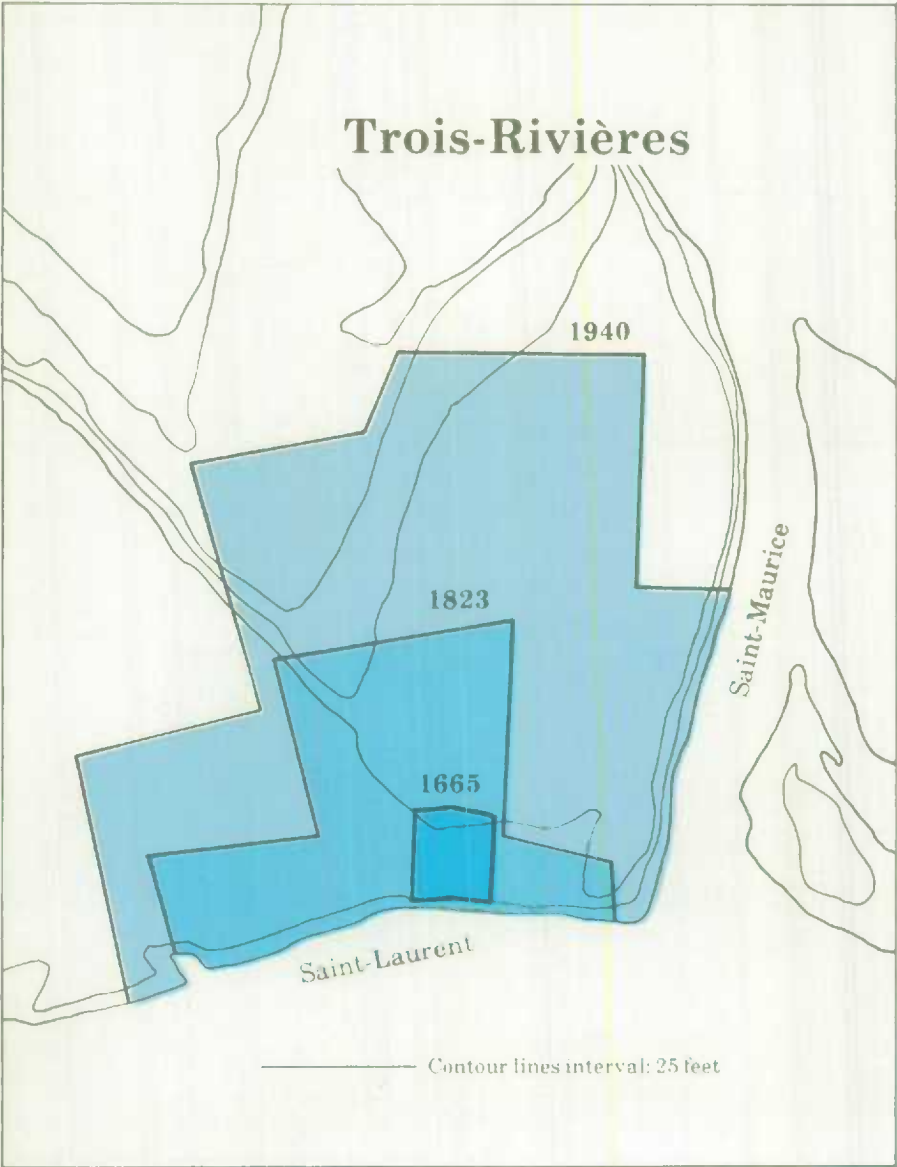 Trois-Rivières
1940
1823
Saint-Maurice
1665
Saint-Laurent
Contour lines interval: 25 feet